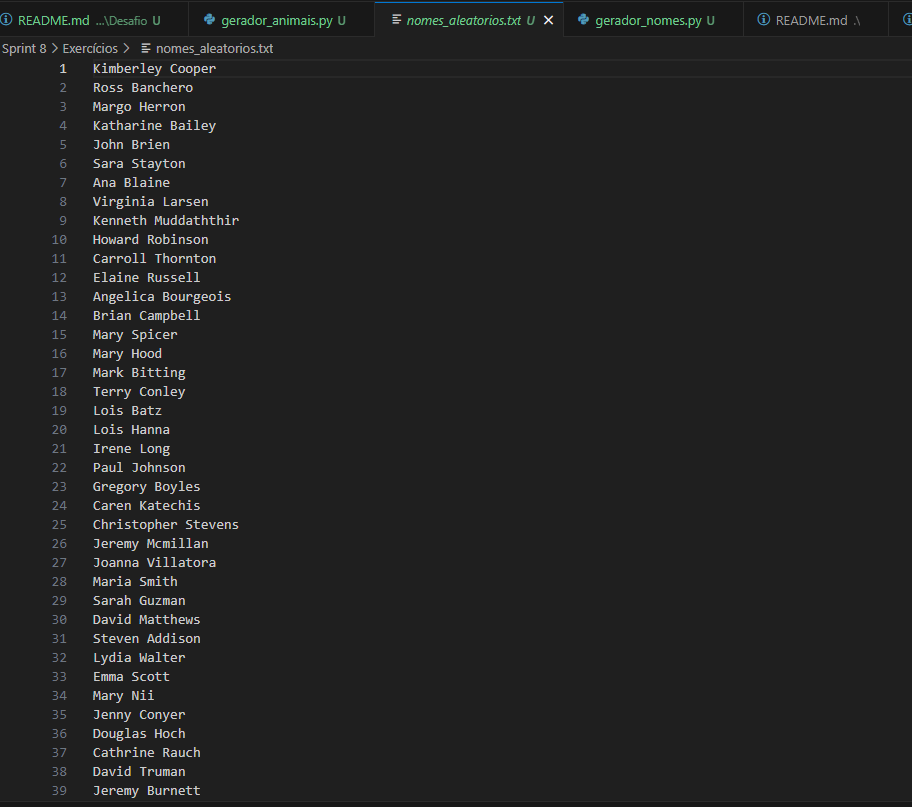 README.md ...\Desafio U gerador_animais.py U nomes_aleatorios.txt U gerador_nomes.py U README.md .\
Sprint 8 > Exercícios > nomes_aleatorios.txt
1 Kimberley Cooper
2 Ross Banchero
3 Margo Herron
4 Katharine Bailey
5 John Brien
6 Sara Stayton
7 Ana Blaine
8 Virginia Larsen
9 Kenneth Muddaththir
10 Howard Robinson
11 Carroll Thornton
12 Elaine Russell
13 Angelica Bourgeois
14 Brian Campbell
15 Mary Spicer
16 Mary Hood
17 Mark Bitting
18 Terry Conley
19 Lois Batz
20 Lois Hanna
21 Irene Long
22 Paul Johnson
23 Gregory Boyles
24 Caren Katechis
25 Christopher Stevens
26 Jeremy Mcmillan
27 Joanna Villatora
28 Maria Smith
29 Sarah Guzman
30 David Matthews
31 Steven Addison
32 Lydia Walter
33 Emma Scott
34 Mary Nii
35 Jenny Conyer
36 Douglas Hoch
37 Cathrine Rauch
38 David Truman
39 Jeremy Burnett